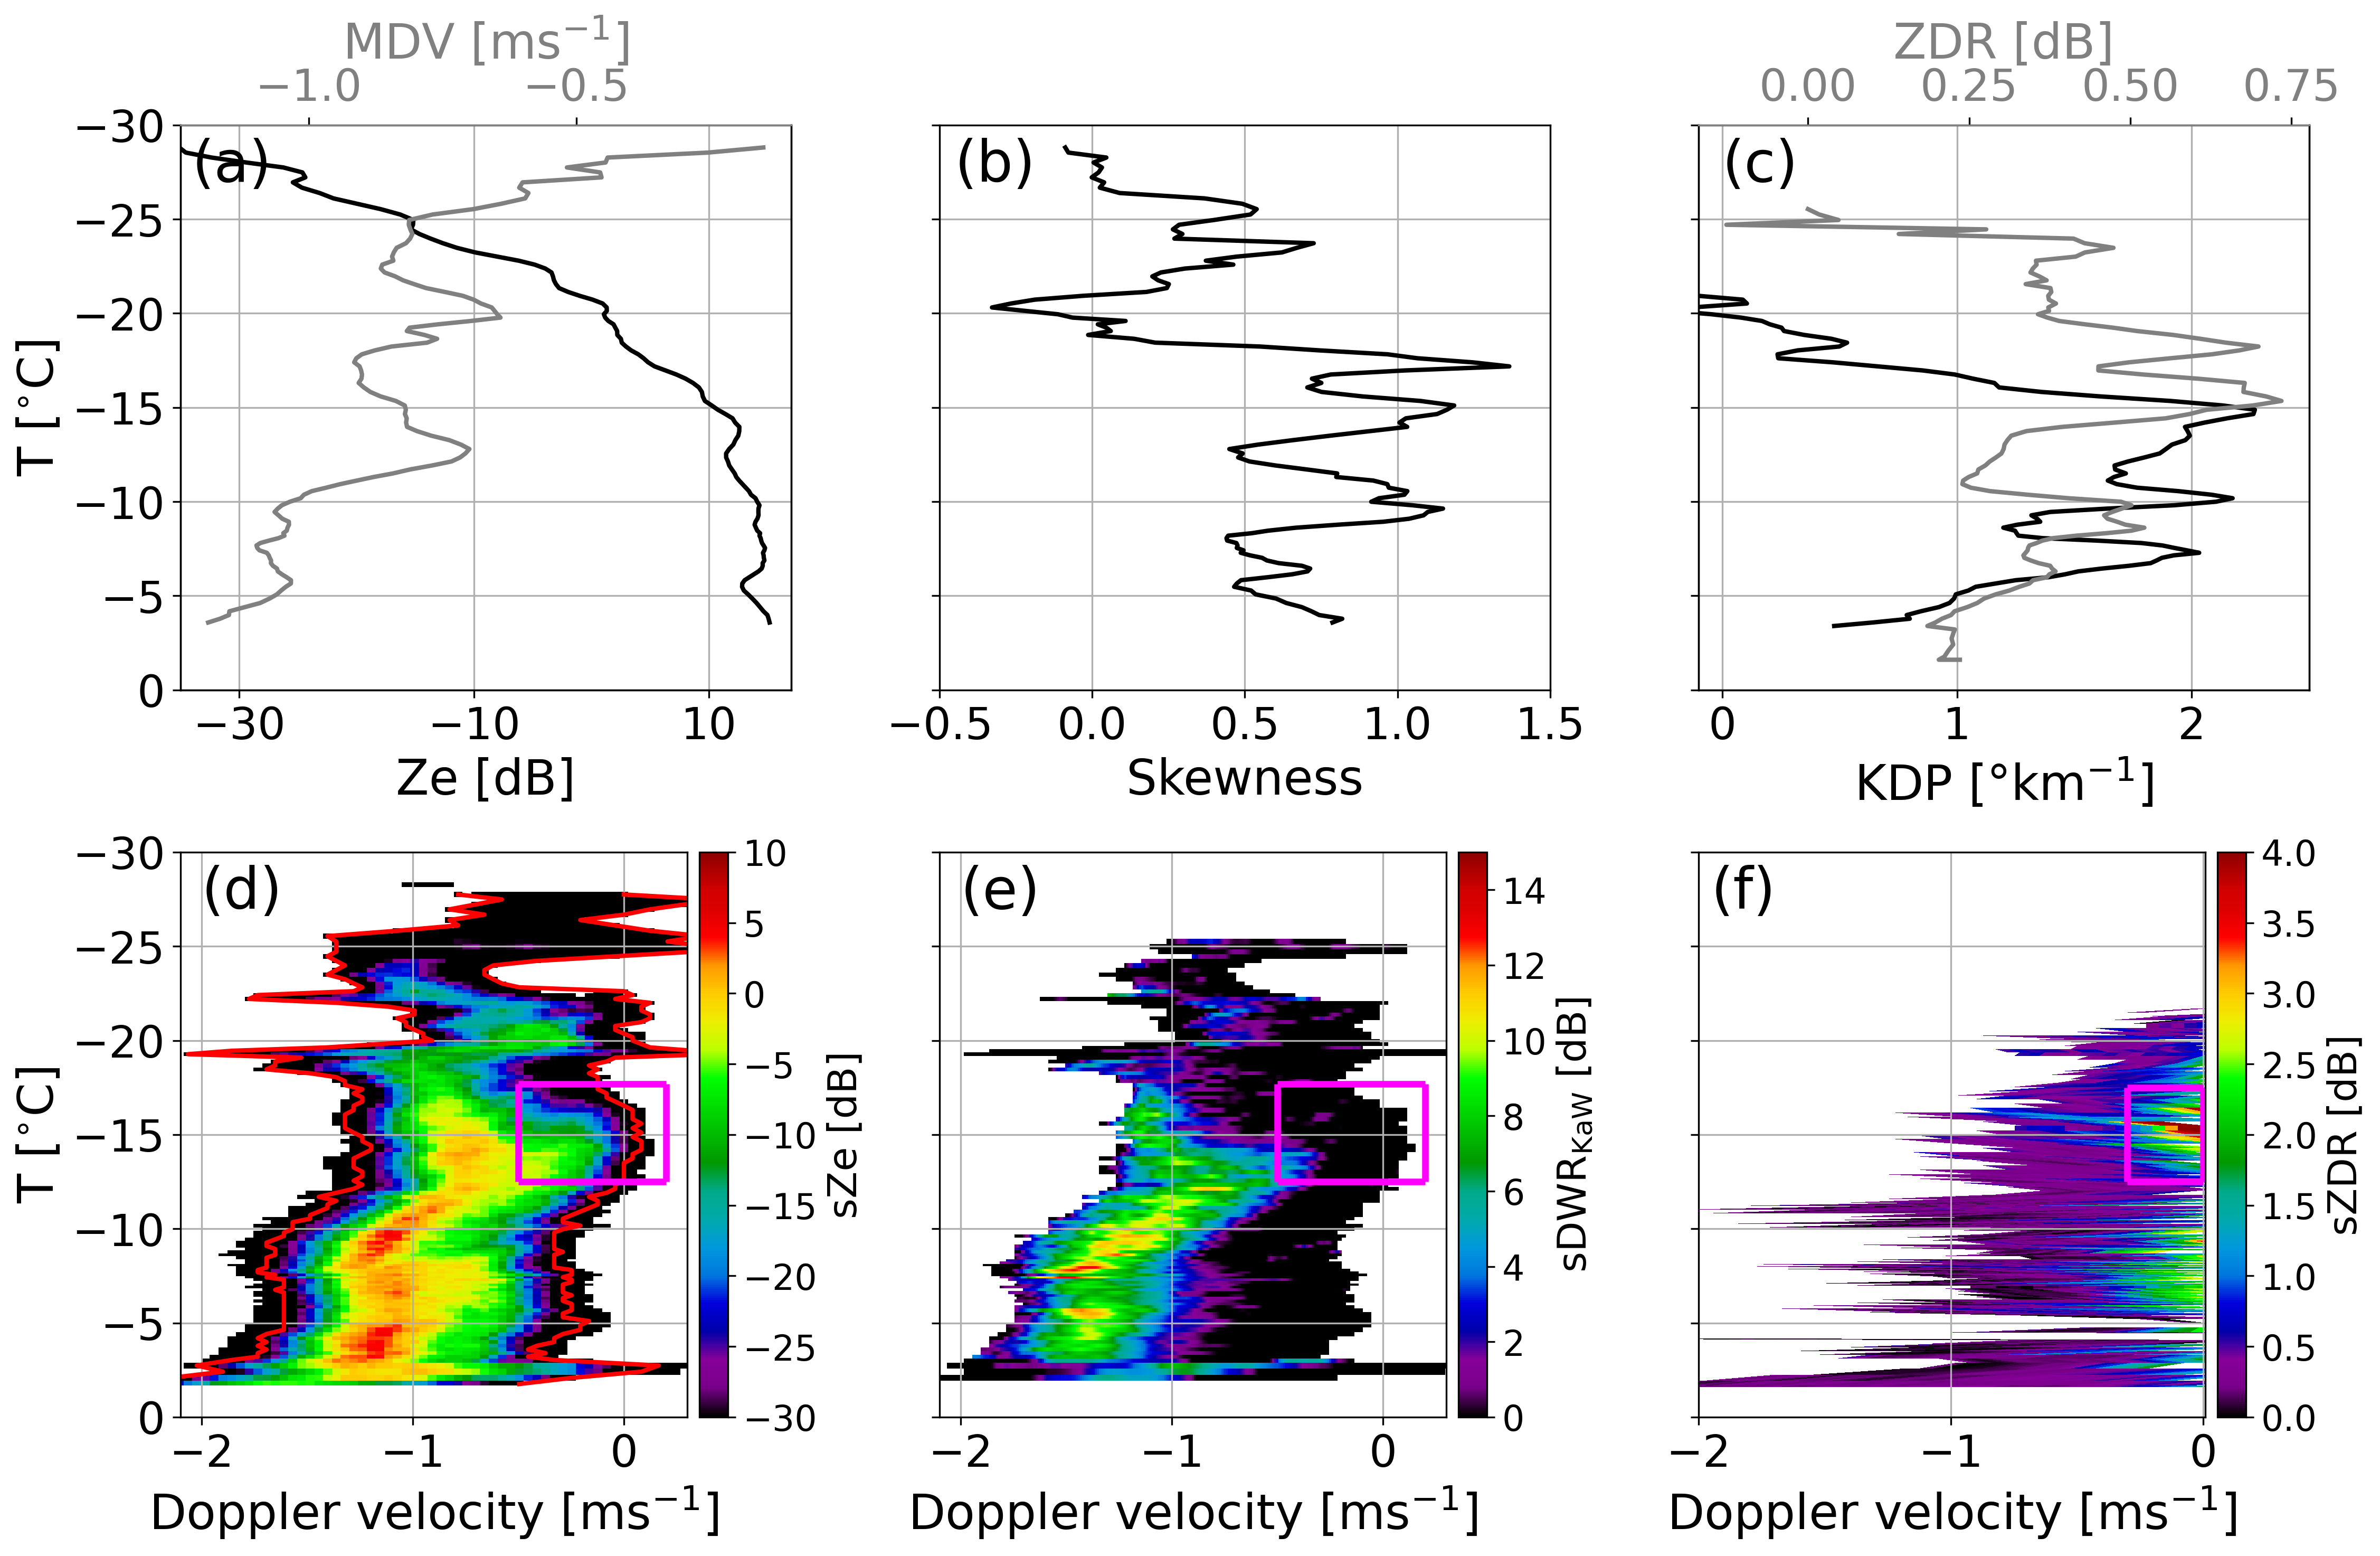 MDV [ms⁻¹]
−1.0 −0.5
ZDR [dB]
0.00 0.25 0.50 0.75
(a)
(b)
(c)
−30
−25
−20
−15
−10
−5
0
T [°C]
−30 −10 10
Ze [dB]
−0.5 0.0 0.5 1.0 1.5
Skewness
0 1 2
KDP [°km⁻¹]
(d)
−30
−25
−20
−15
−10
−5
0
T [°C]
−2 −1 0
Doppler velocity [ms⁻¹]
10
5
0
−5
−10
−15
−20
−25
−30
sZe [dB]
(e)
−2 −1 0
Doppler velocity [ms⁻¹]
14
12
10
8
6
4
2
0
sDWR_KaW [dB]
(f)
−2 −1 0
Doppler velocity [ms⁻¹]
4.0
3.5
3.0
2.5
2.0
1.5
1.0
0.5
0.0
sZDR [dB]